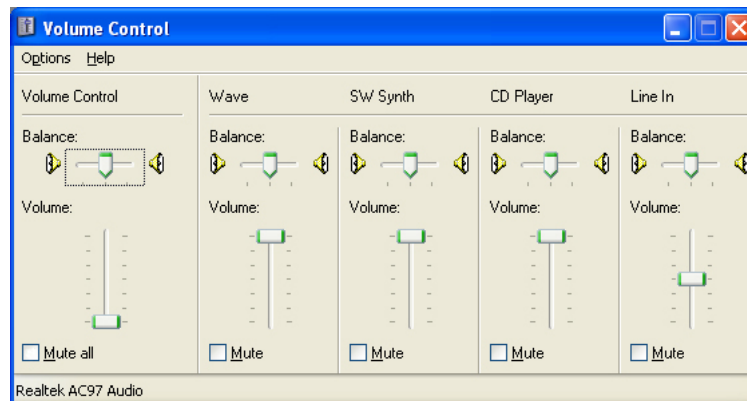 Volume Control
Options Help
Volume Control Wave SW Synth CD Player Line In
Balance: Balance: Balance: Balance: Balance:
Volume: Volume: Volume: Volume: Volume:
Mute all Mute Mute Mute Mute
Realtek AC97 Audio